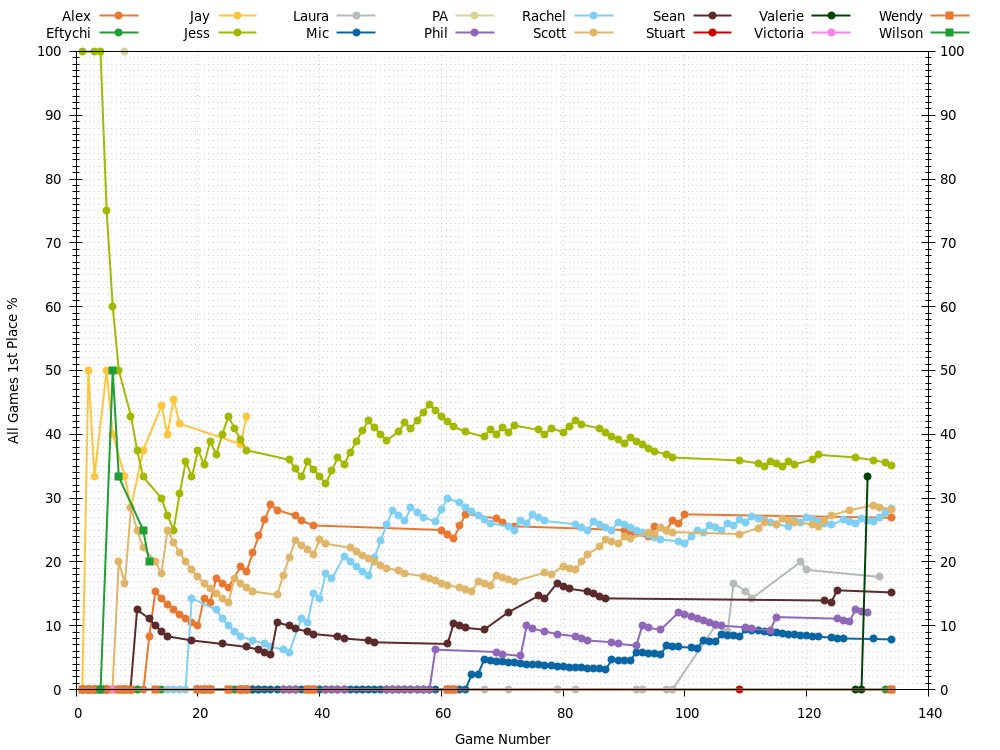 Alex Jay Laura PA Rachel Sean Valerie Wendy
Eftychi Jess Mic Phil Scott Stuart Victoria Wilson
100 100
90 90
80 80
70 70
60 60
50 50
40 40
30 30
20 20
10 10
0 0
All Games 1st Place %
0 20 40 60 80 100 120 140
Game Number